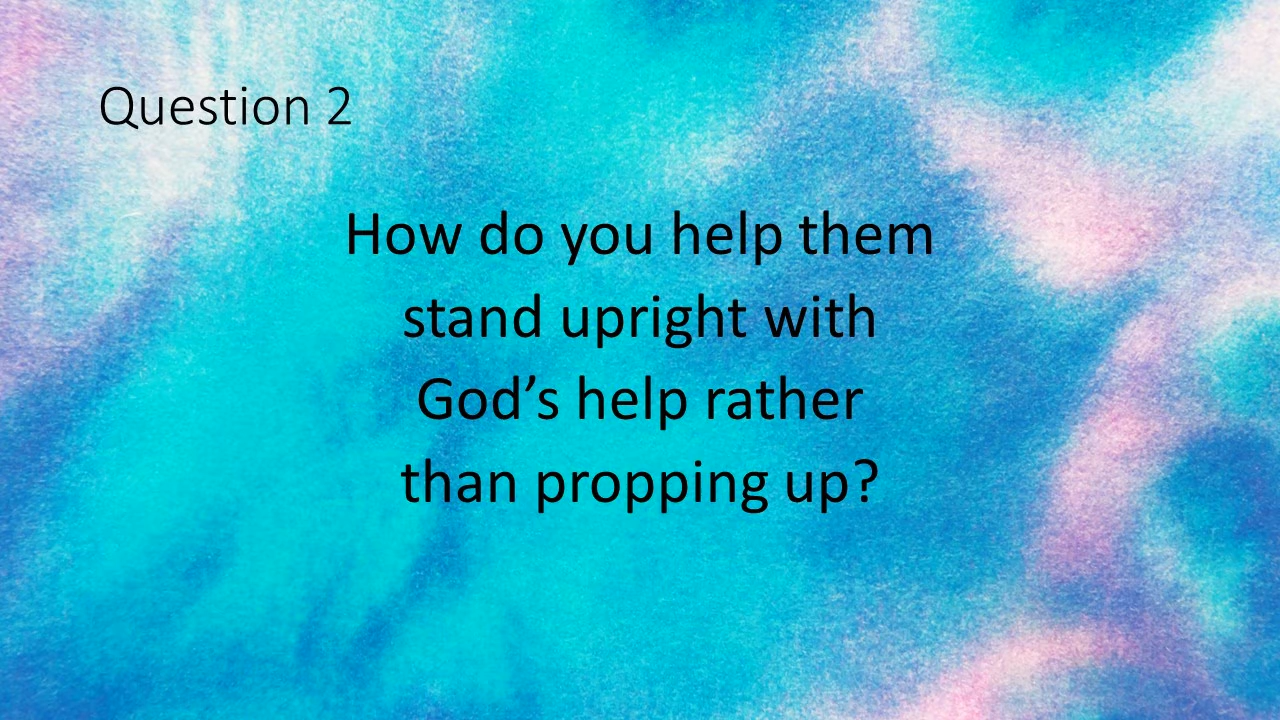 Question 2
How do you help them
stand upright with
God’s help rather
than propping up?